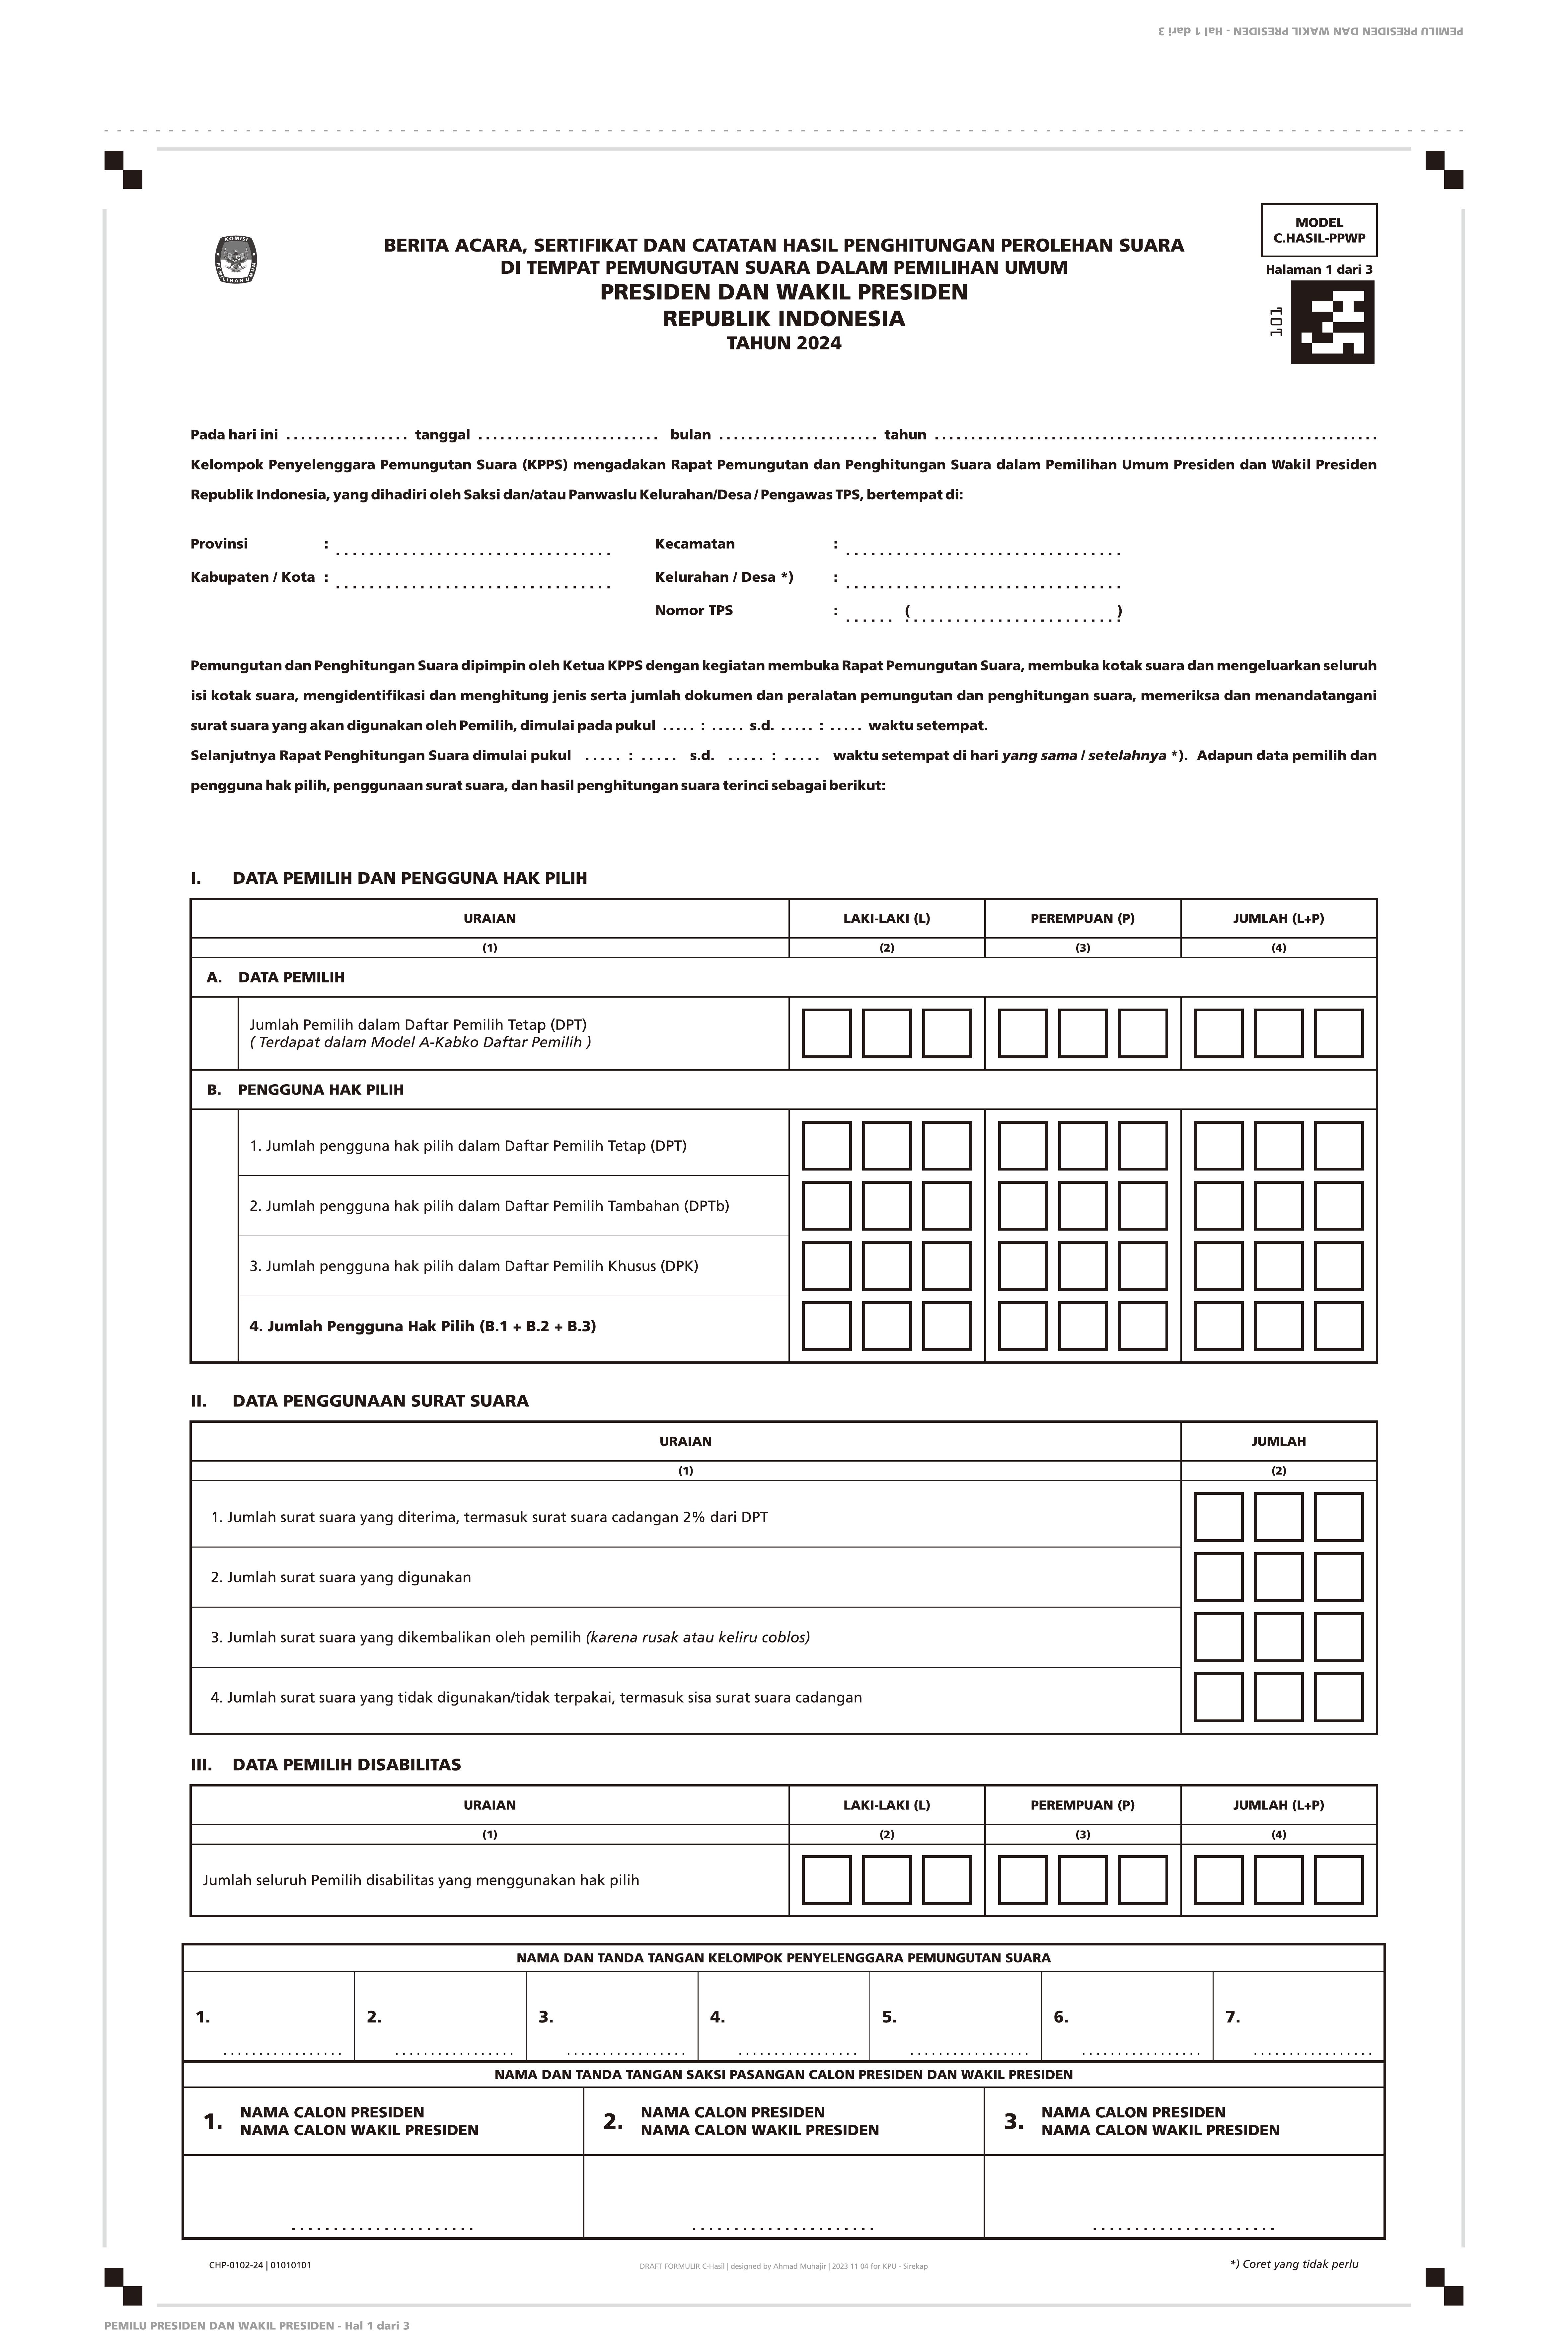 PEMILU PRESIDEN DAN WAKIL PRESIDEN - Hal 1 dari 3
KOMISI
PEMILIHAN UMUM
BERITA ACARA, SERTIFIKAT DAN CATATAN HASIL PENGHITUNGAN PEROLEHAN SUARA
DI TEMPAT PEMUNGUTAN SUARA DALAM PEMILIHAN UMUM
PRESIDEN DAN WAKIL PRESIDEN
REPUBLIK INDONESIA
TAHUN 2024
MODEL
C.HASIL-PPWP
Halaman 1 dari 3
101
Pada hari ini ................. tanggal ......................... bulan ...................... tahun .............................................................
Kelompok Penyelenggara Pemungutan Suara (KPPS) mengadakan Rapat Pemungutan dan Penghitungan Suara dalam Pemilihan Umum Presiden dan Wakil Presiden
Republik Indonesia, yang dihadiri oleh Saksi dan/atau Panwaslu Kelurahan/Desa / Pengawas TPS, bertempat di:
Provinsi : ................................. Kecamatan : .................................
Kabupaten / Kota : ................................. Kelurahan / Desa *) : .................................
Nomor TPS : ...... (..........................)
Pemungutan dan Penghitungan Suara dipimpin oleh Ketua KPPS dengan kegiatan membuka Rapat Pemungutan Suara, membuka kotak suara dan mengeluarkan seluruh
isi kotak suara, mengidentifikasi dan menghitung jenis serta jumlah dokumen dan peralatan pemungutan dan penghitungan suara, memeriksa dan menandatangani
surat suara yang akan digunakan oleh Pemilih, dimulai pada pukul ..... : ..... s.d. ..... : ..... waktu setempat.
Selanjutnya Rapat Penghitungan Suara dimulai pukul ..... : ..... s.d. ..... : ..... waktu setempat di hari yang sama / setelahnya *). Adapun data pemilih dan
pengguna hak pilih, penggunaan surat suara, dan hasil penghitungan suara terinci sebagai berikut:
I. DATA PEMILIH DAN PENGGUNA HAK PILIH
URAIAN LAKI-LAKI (L) PEREMPUAN (P) JUMLAH (L+P)
(1) (2) (3) (4)
A. DATA PEMILIH
Jumlah Pemilih dalam Daftar Pemilih Tetap (DPT)
( Terdapat dalam Model A-Kabko Daftar Pemilih )
B. PENGGUNA HAK PILIH
1. Jumlah pengguna hak pilih dalam Daftar Pemilih Tetap (DPT)
2. Jumlah pengguna hak pilih dalam Daftar Pemilih Tambahan (DPTb)
3. Jumlah pengguna hak pilih dalam Daftar Pemilih Khusus (DPK)
4. Jumlah Pengguna Hak Pilih (B.1 + B.2 + B.3)
II. DATA PENGGUNAAN SURAT SUARA
URAIAN JUMLAH
(1) (2)
1. Jumlah surat suara yang diterima, termasuk surat suara cadangan 2% dari DPT
2. Jumlah surat suara yang digunakan
3. Jumlah surat suara yang dikembalikan oleh pemilih (karena rusak atau keliru coblos)
4. Jumlah surat suara yang tidak digunakan/tidak terpakai, termasuk sisa surat suara cadangan
III. DATA PEMILIH DISABILITAS
URAIAN LAKI-LAKI (L) PEREMPUAN (P) JUMLAH (L+P)
(1) (2) (3) (4)
Jumlah seluruh Pemilih disabilitas yang menggunakan hak pilih
NAMA DAN TANDA TANGAN KELOMPOK PENYELENGGARA PEMUNGUTAN SUARA
1. 2. 3. 4. 5. 6. 7.
................. ................. ................. ................. ................. ................. .................
NAMA DAN TANDA TANGAN SAKSI PASANGAN CALON PRESIDEN DAN WAKIL PRESIDEN
1. NAMA CALON PRESIDEN
NAMA CALON WAKIL PRESIDEN
2. NAMA CALON PRESIDEN
NAMA CALON WAKIL PRESIDEN
3. NAMA CALON PRESIDEN
NAMA CALON WAKIL PRESIDEN
...................... ...................... ......................
CHP-0102-24 | 01010101
DRAFT FORMULIR C-Hasil | designed by Ahmad Muhajir | 2023 11 04 for KPU - Sirekap
*) Coret yang tidak perlu
PEMILU PRESIDEN DAN WAKIL PRESIDEN - Hal 1 dari 3